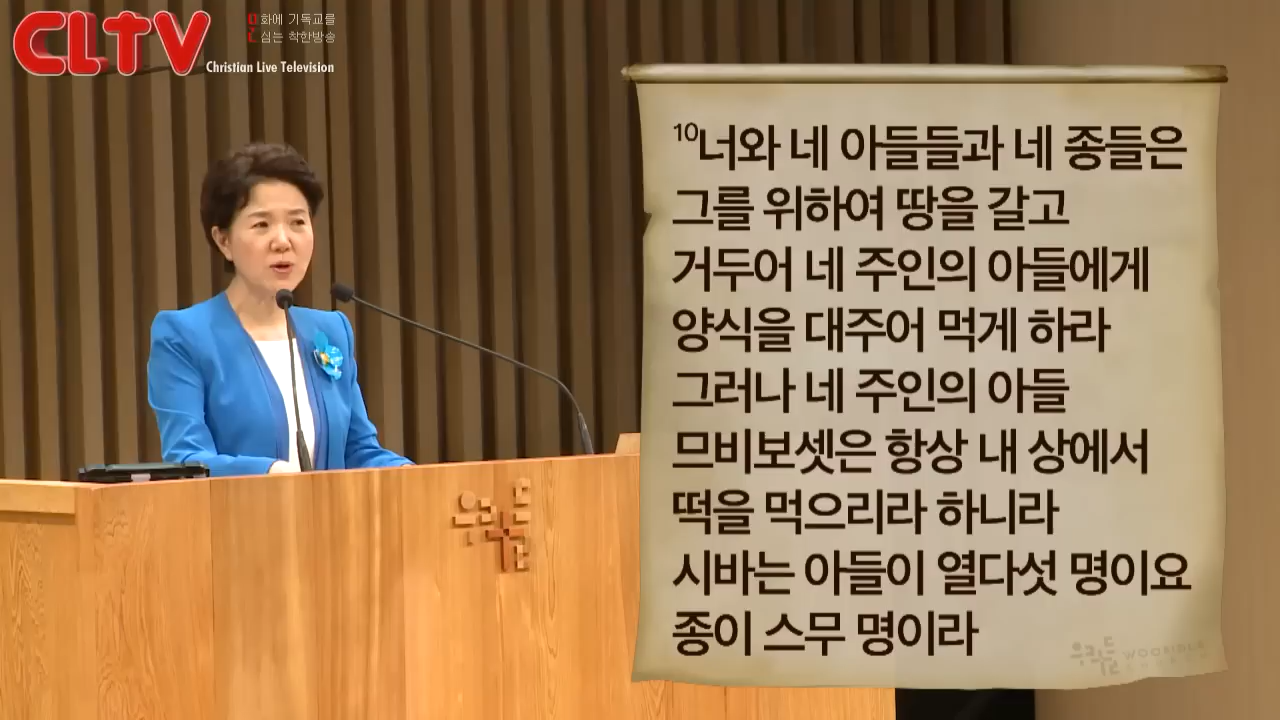 CLTV
문화에 기독교를
심는 착한방송
Christian Live Television
10너와 네 아들들과 네 종들은
그를 위하여 땅을 갈고
거두어 네 주인의 아들에게
양식을 대주어 먹게 하라
그러나 네 주인의 아들
므비보셋은 항상 내 상에서
떡을 먹으리라 하니라
시바는 아들이 열다섯 명이요
종이 스무 명이라
우리들
우리들